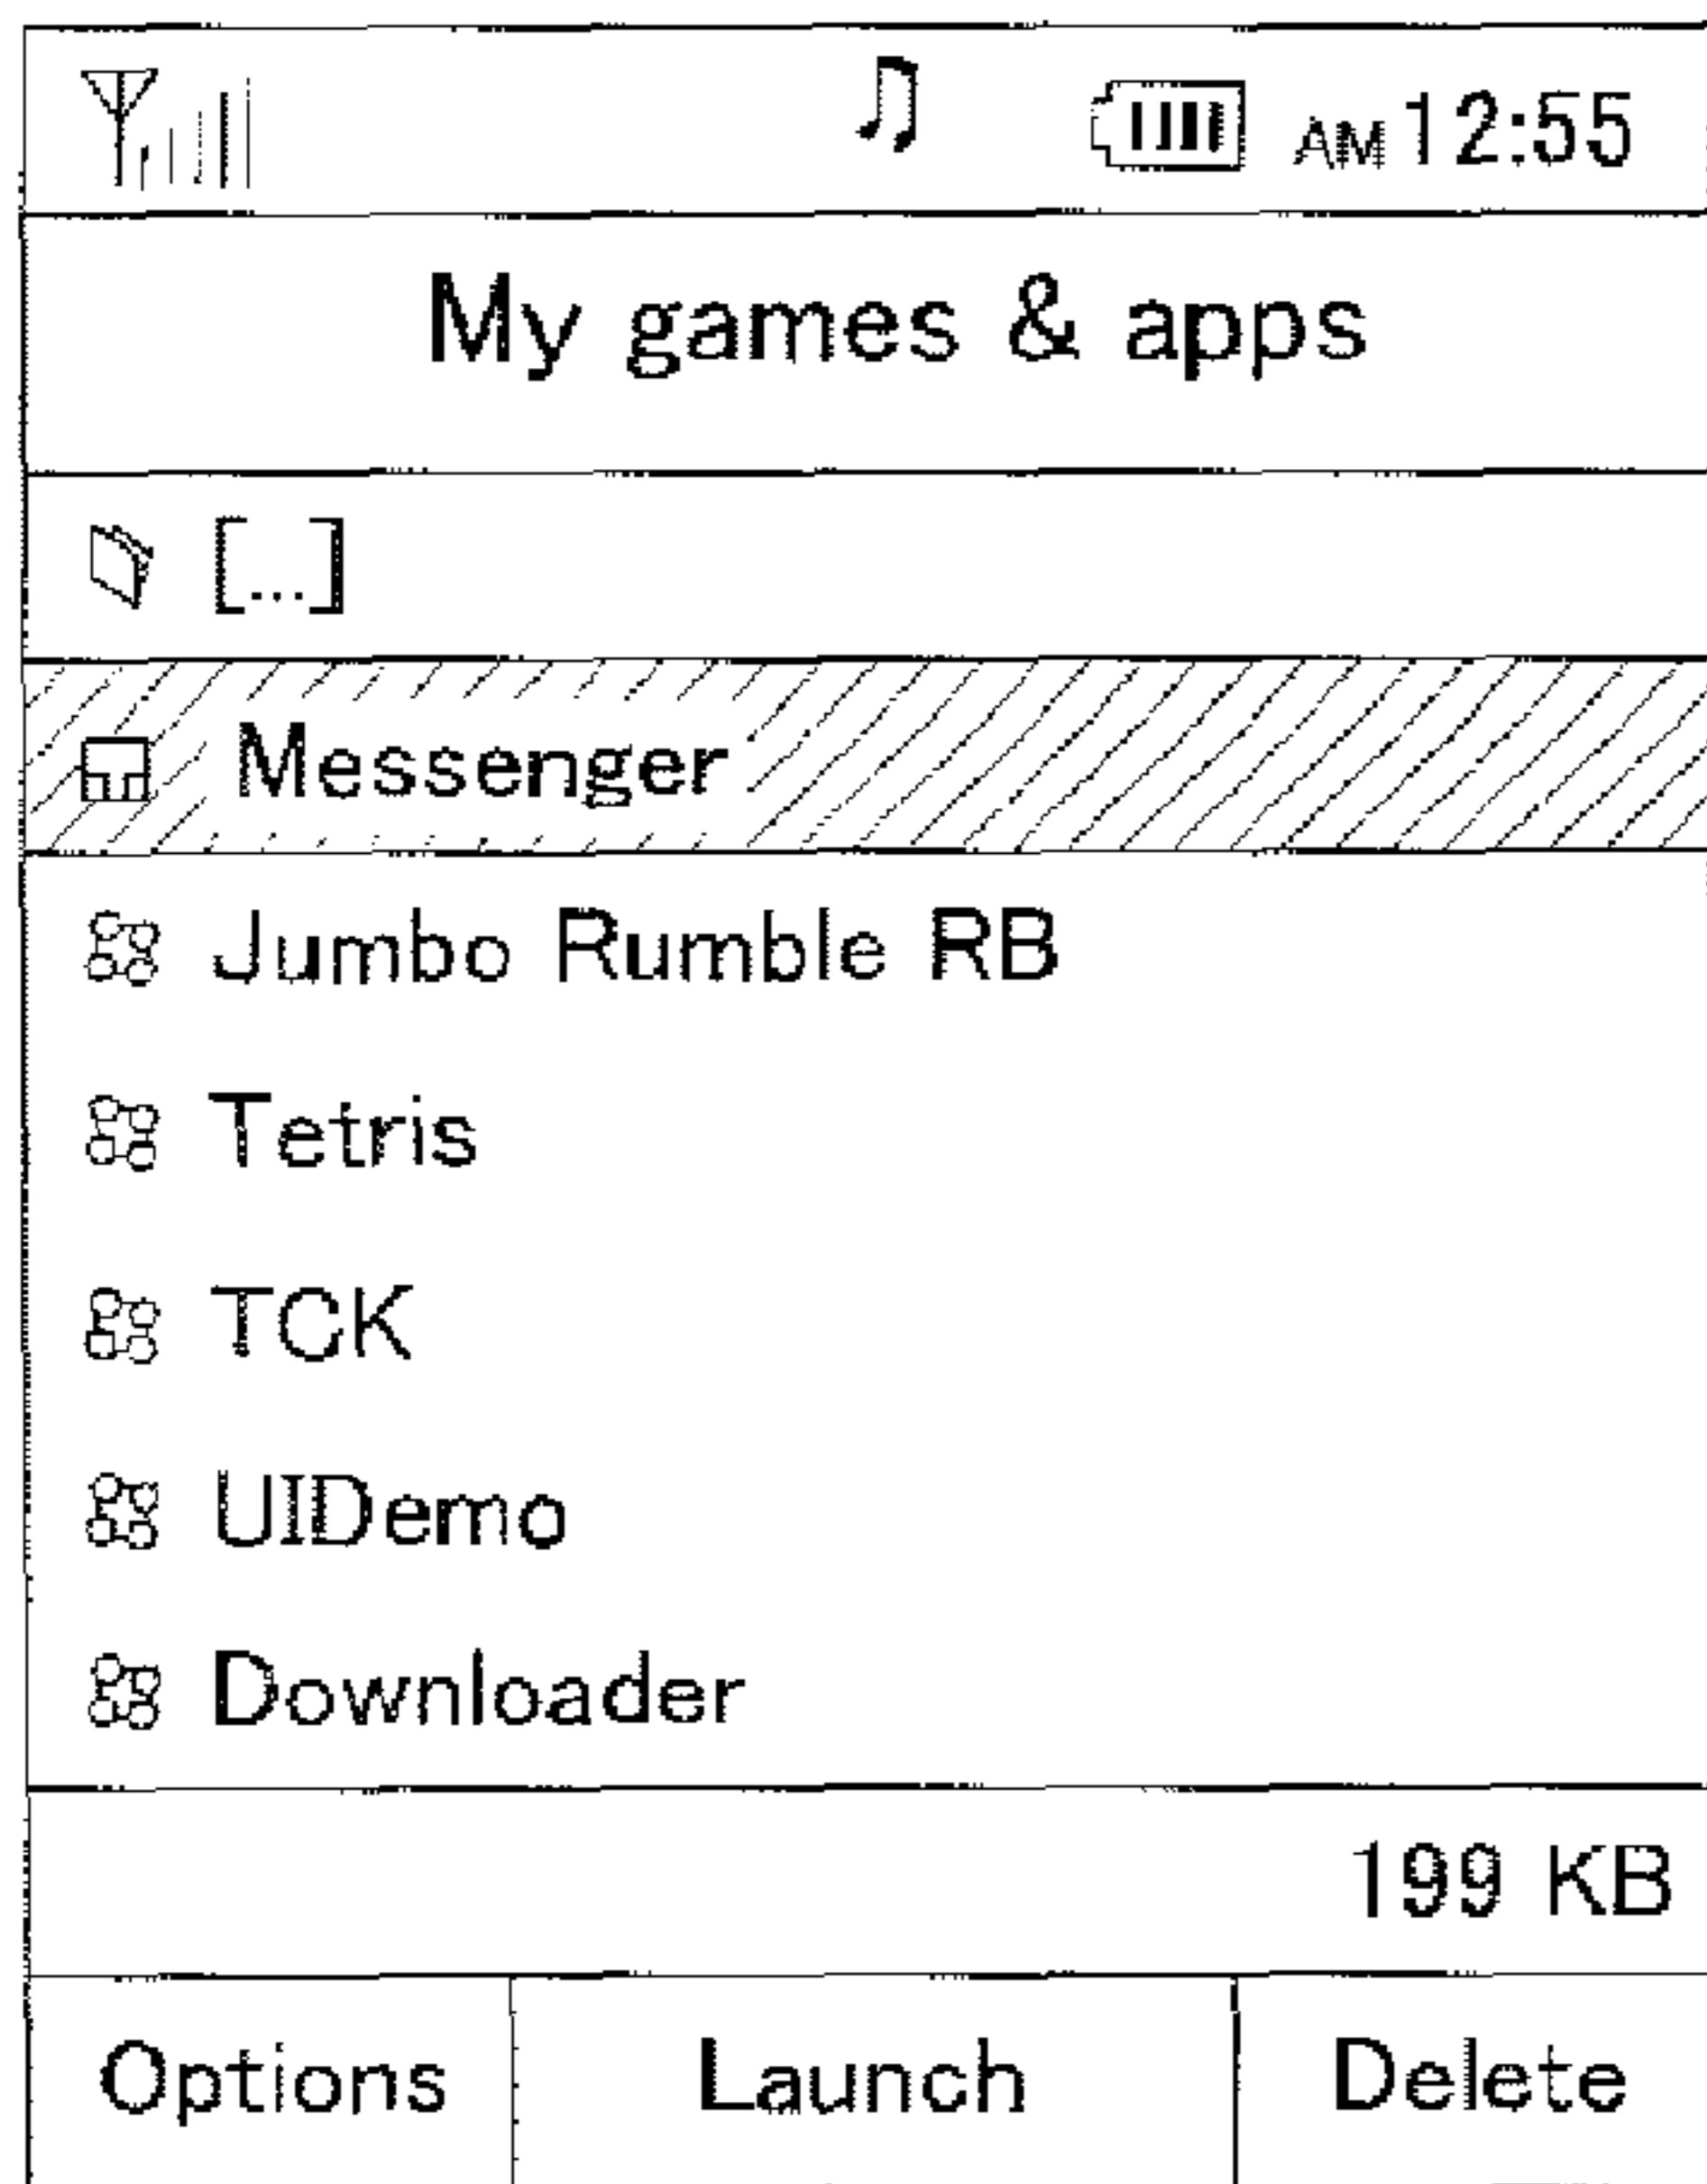 AM 12:55
My games & apps
[...]
Messenger
Jumbo Rumble RB
Tetris
TCK
UIDemo
Downloader
199 KB
Options Launch Delete